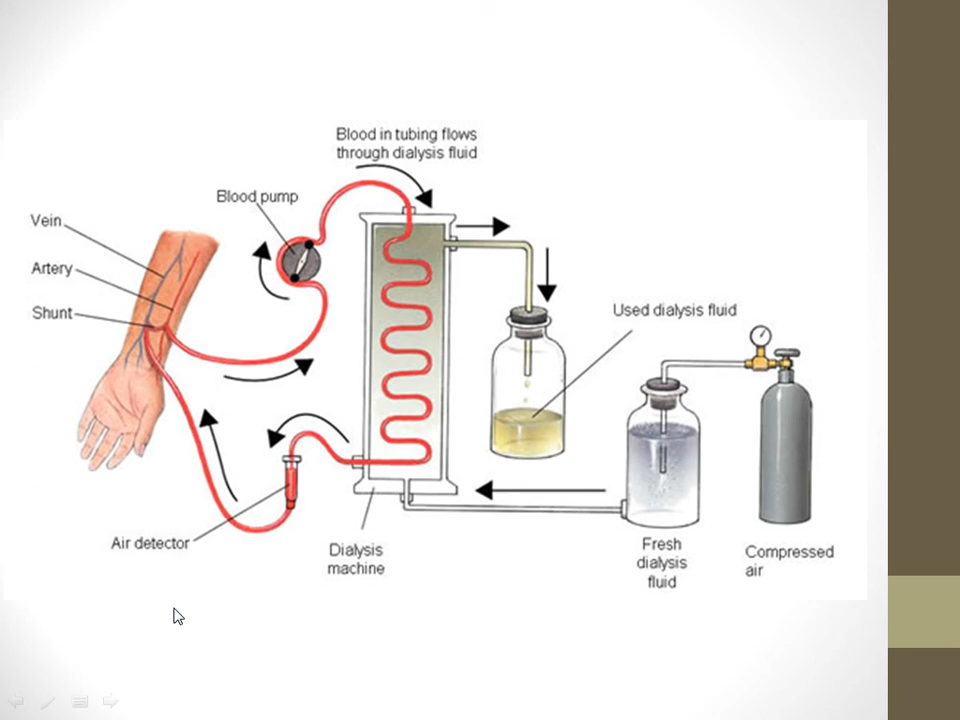 Blood in tubing flows
through dialysis fluid
Blood pump
Vein
Artery
Shunt
Used dialysis fluid
Air detector
Dialysis
machine
Fresh
dialysis
fluid
Compressed
air